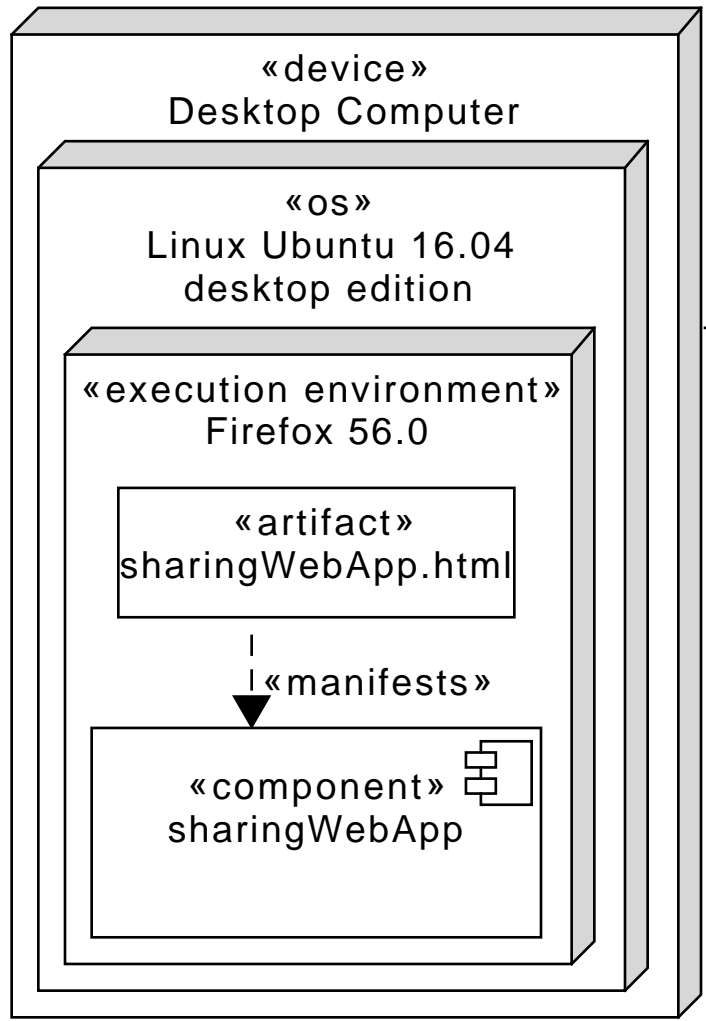 «device»
Desktop Computer
«os»
Linux Ubuntu 16.04
desktop edition
«execution environment»
Firefox 56.0
«artifact»
sharingWebApp.html
«manifests»
«component»
sharingWebApp